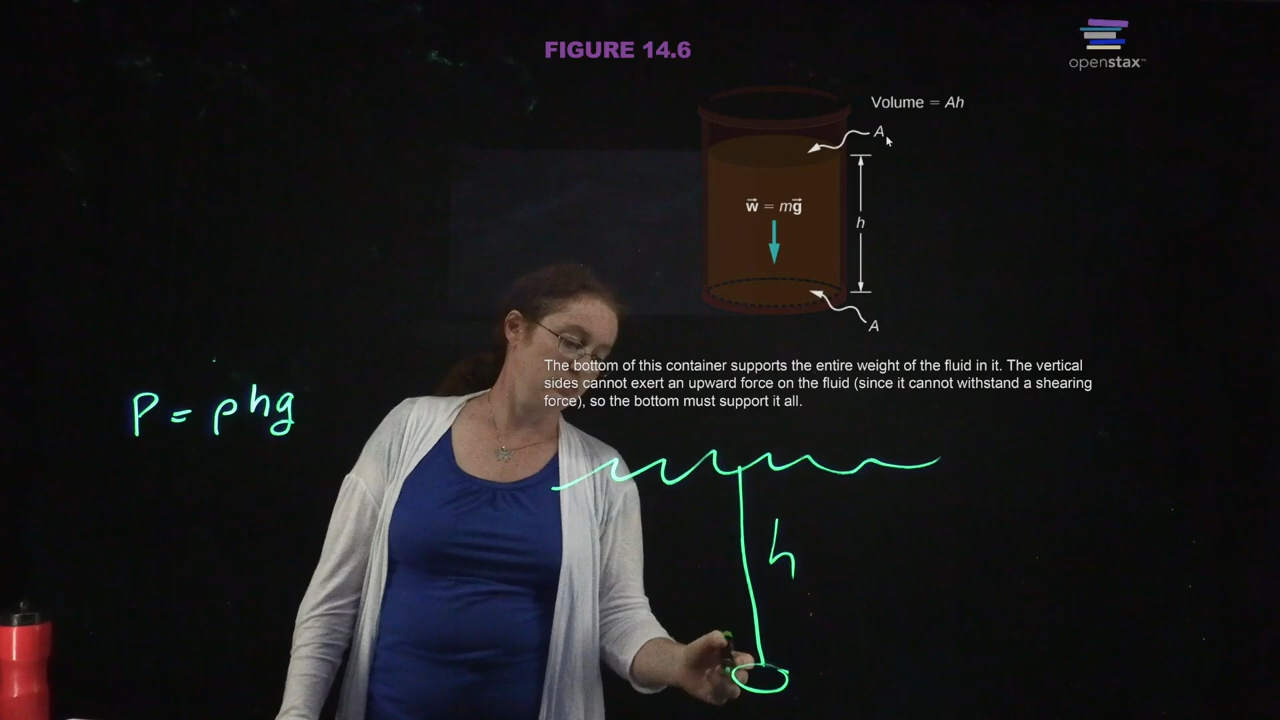 FIGURE 14.6
openstax™
Volume = Ah
A
w⃗ = mg⃗
h
A
The bottom of this container supports the entire weight of the fluid in it. The vertical
sides cannot exert an upward force on the fluid (since it cannot withstand a shearing
force), so the bottom must support it all.
P = ρhg
h